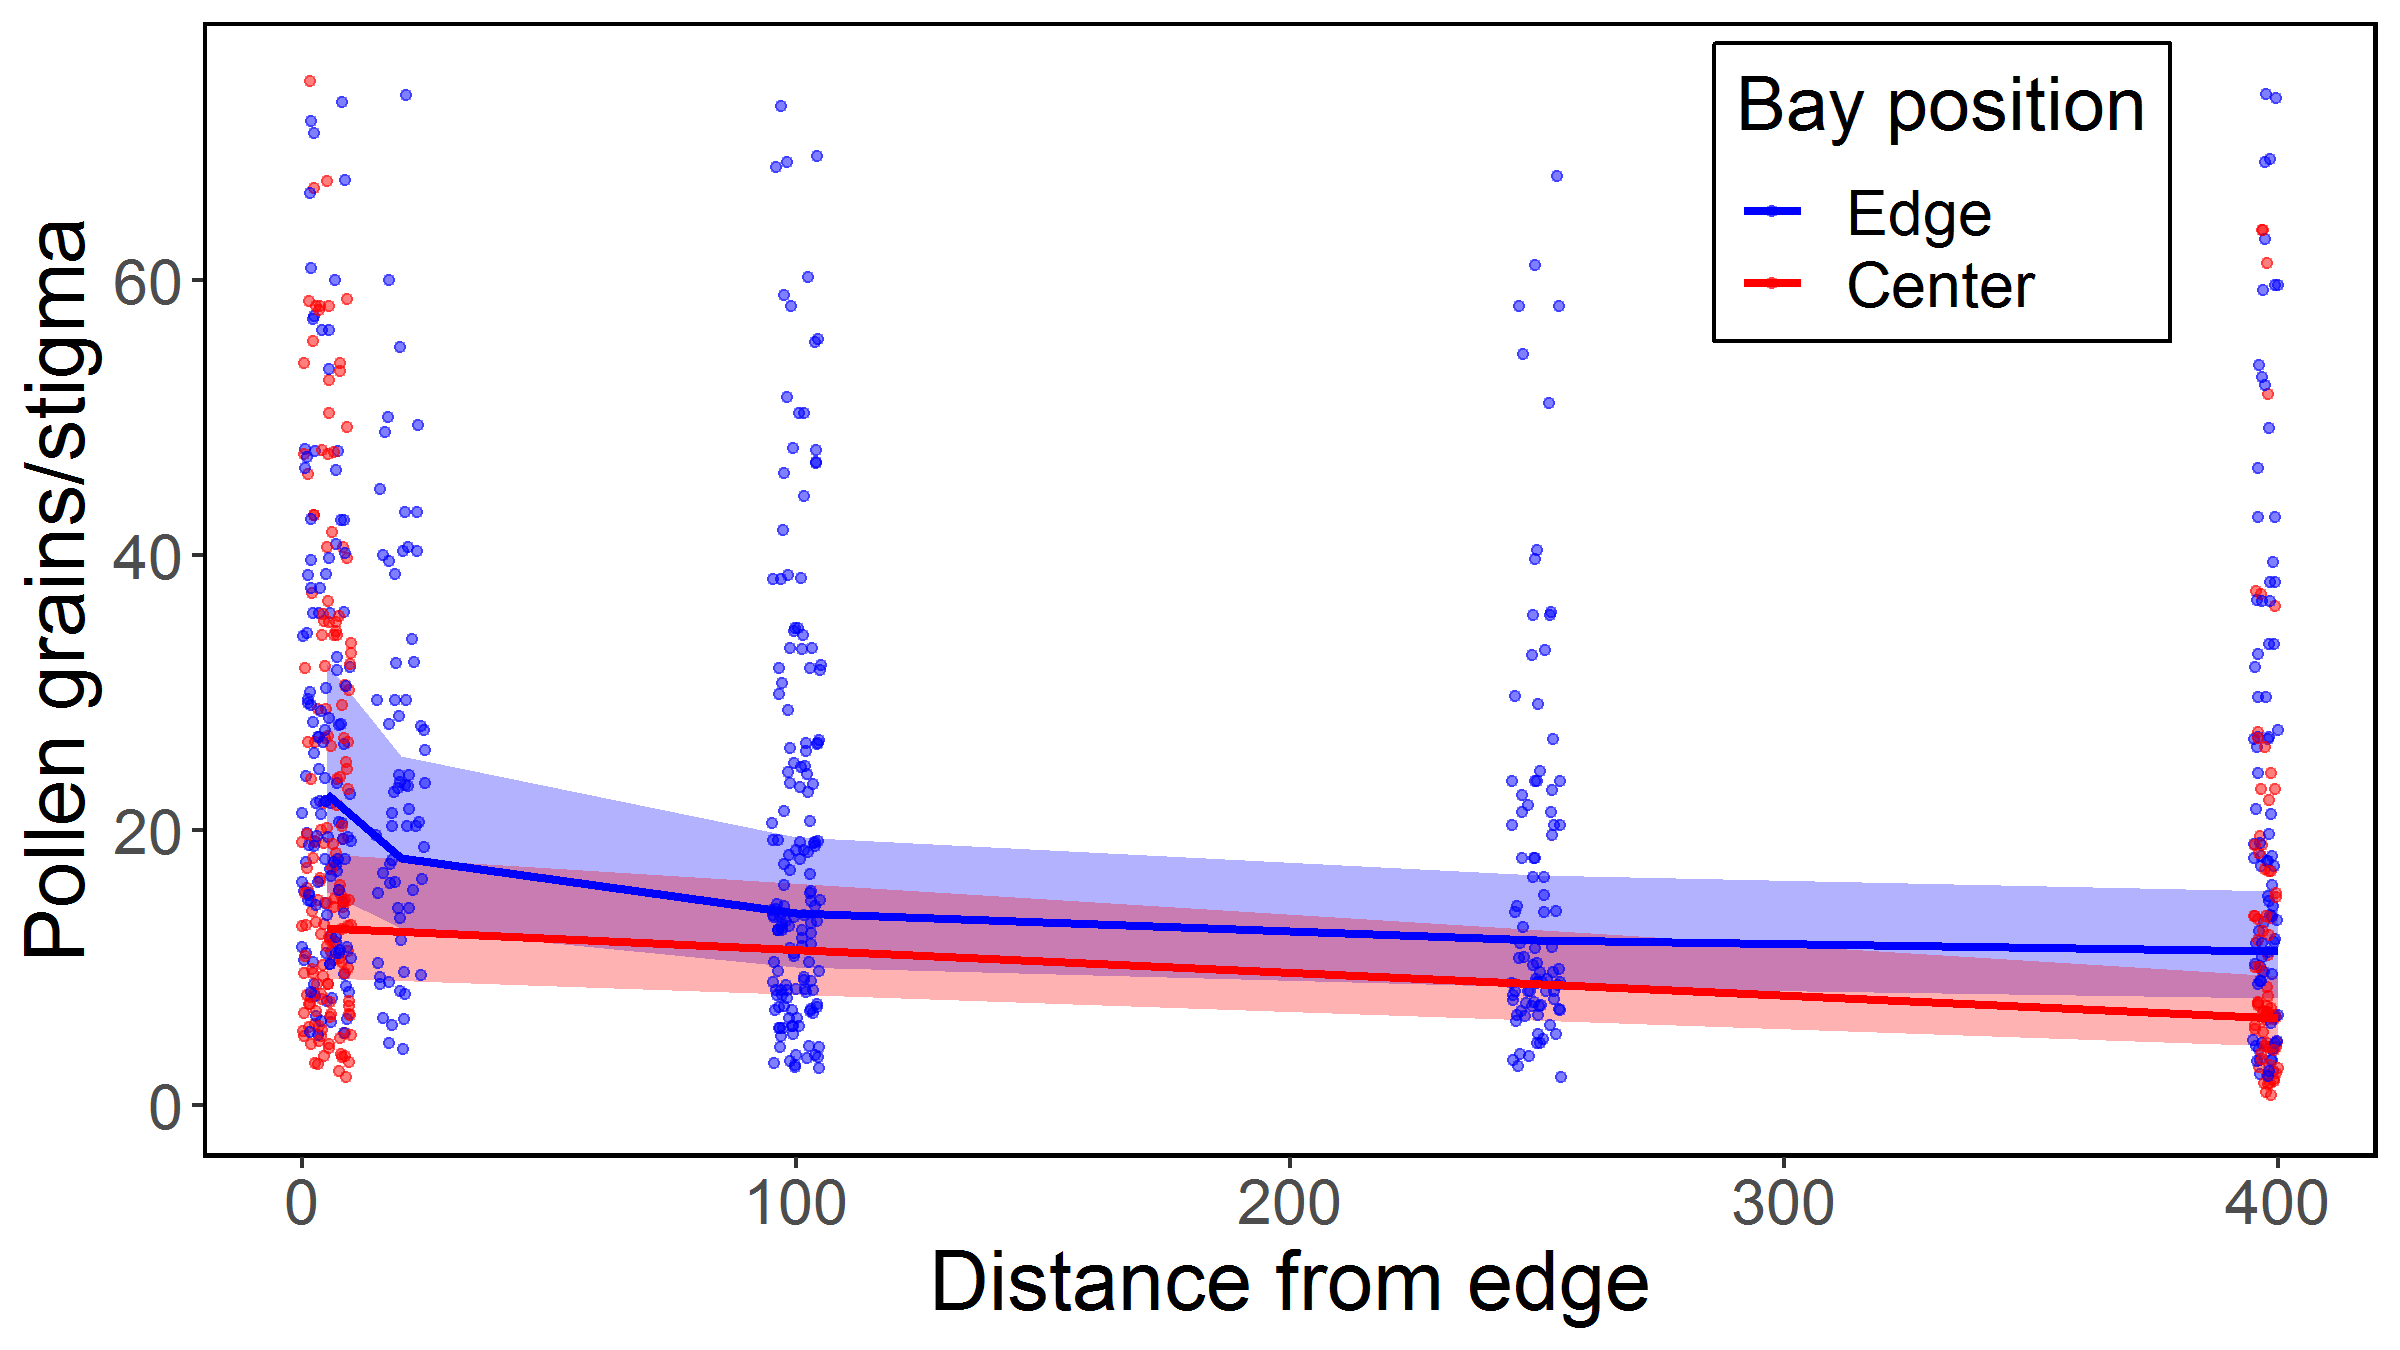 Bay position
Edge
Center
Pollen grains/stigma
60
40
20
0
0 100 200 300 400
Distance from edge